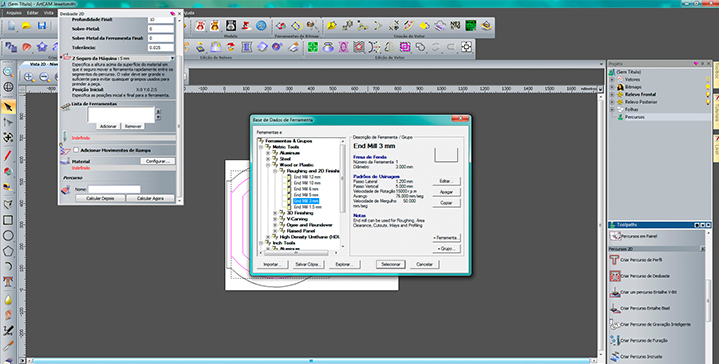 (Sem Título) - ArtCAM Jewelsmith
Arquivo Editar
Desbaste 2D
Profundidade Final: 10
Sobre-Metal: 0
Sobre Metal da Ferramenta Final: 0
Tolerância: 0.025
Z Seguro da Máquina : 5 mm
Especifica a altura acima da superfície do material em
que é seguro mover a ferramenta rapidamente entre os
segmentos do percurso. O valor deve ser grande o
suficiente para evitar quaisquer grampos usados para
prender a peça.
Posição Inicial: X:0 Y:0 Z:5
Especifica as posições inicial e final para a ferramenta.
Lista de Ferramentas
Adicionar Remover
Indefinido
Adicionar Movimentos de Rampa
Material Configurar...
Indefinido
Percurso
Nome:
Calcular Depois Calcular Agora
Modelo
Ferramentas de Bitmap
Criação de Vetor
Edição de Relevo
Edição de Vetor
Vista 2D
Base de Dados de Ferramenta
Ferramentas e
Ferramentas & Grupos
Metric Tools
Aluminum
Steel
Wood or Plastic
Roughing and 2D Finishi
End Mill 12 mm
End Mill 10 mm
End Mill 6 mm
End Mill 5 mm
End Mill 3 mm
End Mill 1.5 mm
3D Finishing
V-Carving
Ogee and Roundover
Raised Panel
High Density Urethane (HDU
Inch Tools
Aluminum
Descrição de Ferramenta / Grupo
End Mill 3 mm
Fresa de Fenda
Número da Ferramenta 1
Diâmetro 3.000 mm
Padrões de Usinagem
Passo Lateral 1.200 mm
Passo Vertical 5.000 mm
Velocidade de Rotação 15000 r.p.m
Avanço 75.000 mm/seg
Velocidade de Mergulho 50.000
mm/seg
Notas
End mill can be used for Roughing, Area
Clearance, Cutouts, Inlays and Profiling
Editar...
Apagar
Copiar
+ Ferramenta...
+ Grupo...
Importar... Salvar Cópia... Explorar... Selecionar Cancelar
Projeto
(Sem Título)
Vetores
Bitmaps
Relevo Frontal
Relevo Posterior
Folhas
Percursos
Toolpaths
Percursos em Painel
Percursos 2D
Criar Percurso de Perfil
Criar Percurso de Desbaste
Criar um percurso Entalhe V-Bit
Criar Percurso Entalhe Bisel
Criar Percurso de Gravação Inteligente
Criar Percurso de Furação
Criar Percurso Incruste